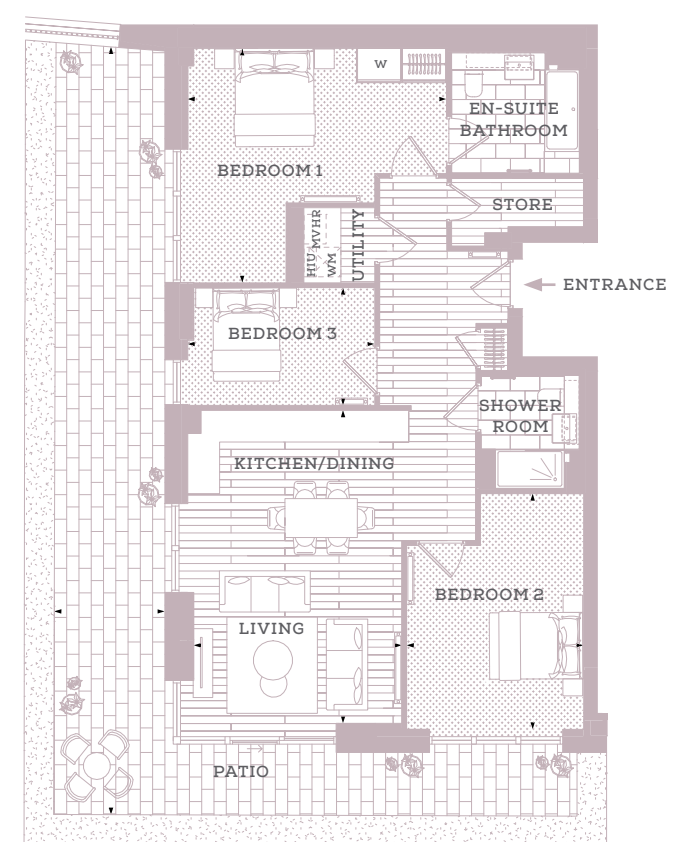 W
EN-SUITE
BATHROOM
BEDROOM 1
STORE
HIU MVHR
WM
UTILITY
ENTRANCE
BEDROOM 3
SHOWER
ROOM
KITCHEN/DINING
BEDROOM 2
LIVING
PATIO